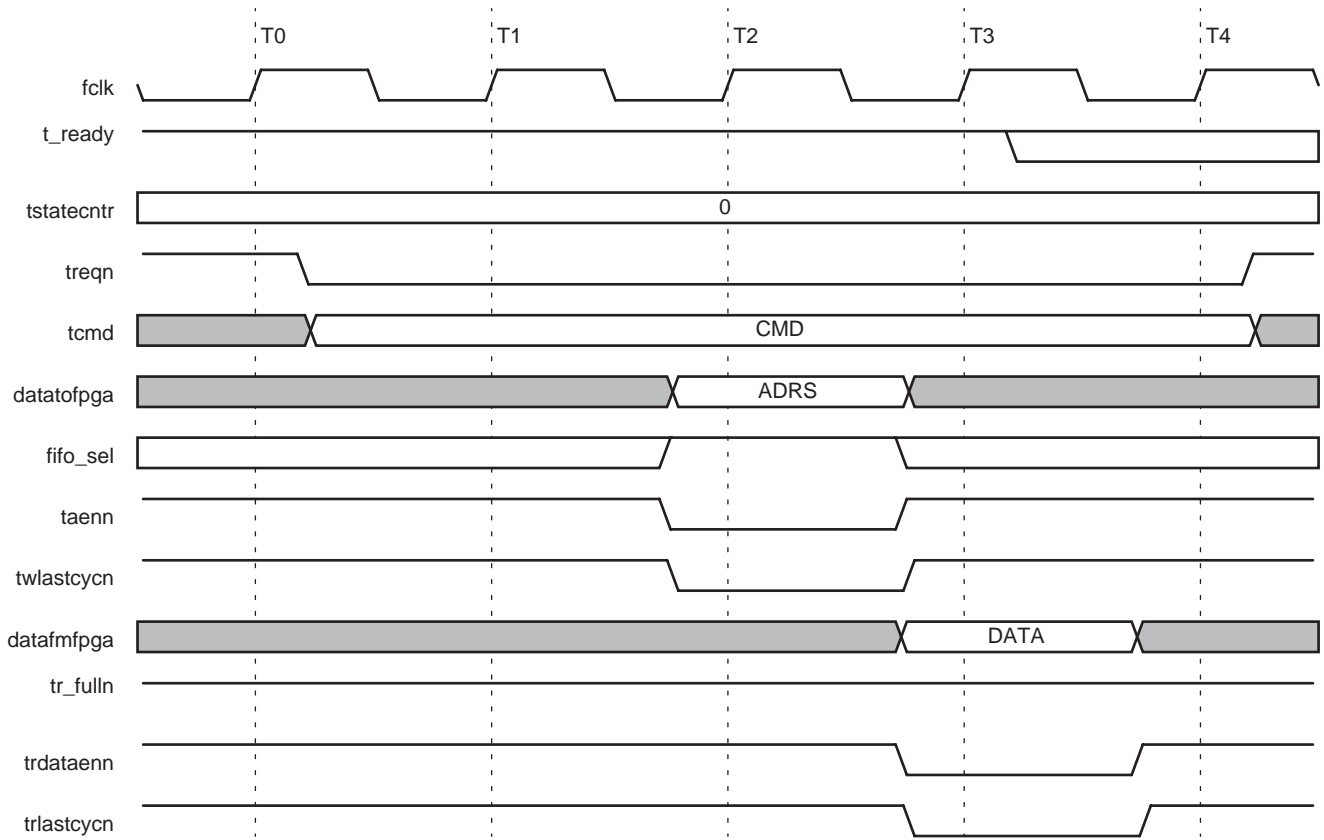 T0 T1 T2 T3 T4
fclk
t_ready
tstatecntr 0
treqn
tcmd CMD
datatofpga ADRS
fifo_sel
taenn
twlastcycn
datafmfpga DATA
tr_fulln
trdataenn
trlastcycn